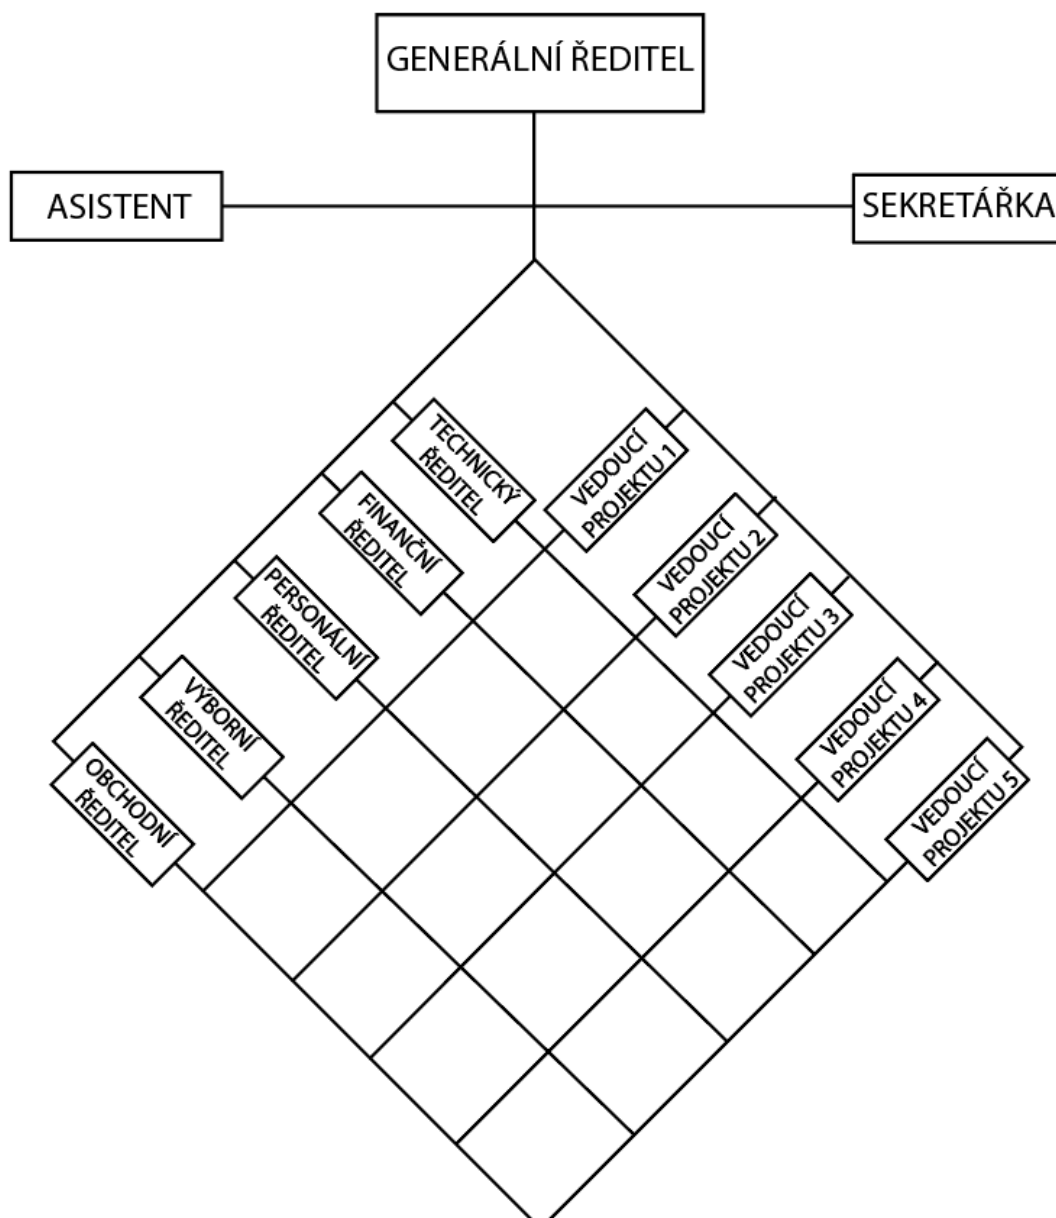 GENERÁLNÍ ŘEDITEL
ASISTENT
SEKRETÁŘKA
TECHNICKÝ
ŘEDITEL
FINANČNÍ
ŘEDITEL
PERSONÁLNÍ
ŘEDITEL
VÝBORNÍ
ŘEDITEL
OBCHODNÍ
ŘEDITEL
VEDOUCÍ
PROJEKTU 1
VEDOUCÍ
PROJEKTU 2
VEDOUCÍ
PROJEKTU 3
VEDOUCÍ
PROJEKTU 4
VEDOUCÍ
PROJEKTU 5